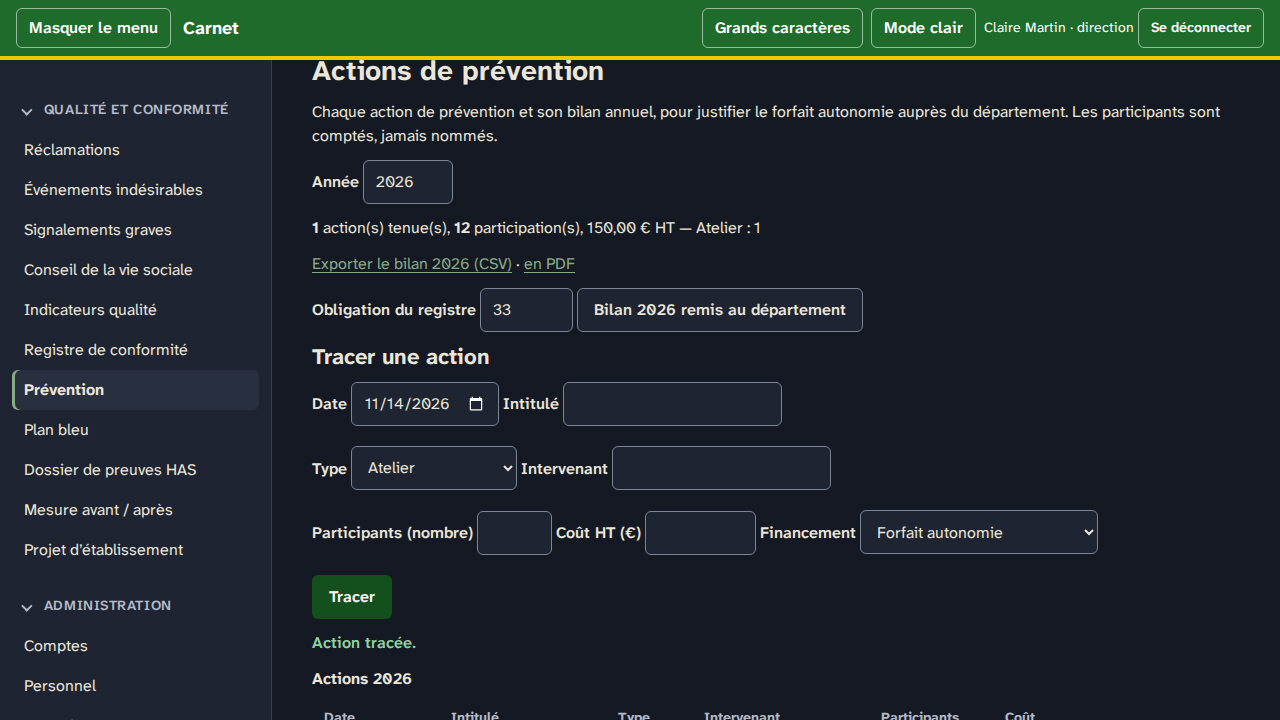 Masquer le menu Carnet Grands caractères Mode clair Claire Martin · direction Se déconnecter
QUALITÉ ET CONFORMITÉ
Réclamations
Événements indésirables
Signalements graves
Conseil de la vie sociale
Indicateurs qualité
Registre de conformité
Prévention
Plan bleu
Dossier de preuves HAS
Mesure avant / après
Projet d'établissement
ADMINISTRATION
Comptes
Personnel
Actions de prévention
Chaque action de prévention et son bilan annuel, pour justifier le forfait autonomie auprès du département. Les participants sont
comptés, jamais nommés.
Année 2026
1 action(s) tenue(s), 12 participation(s), 150,00 € HT — Atelier : 1
Exporter le bilan 2026 (CSV) · en PDF
Obligation du registre 33 Bilan 2026 remis au département
Tracer une action
Date 11/14/2026 Intitulé
Type Atelier Intervenant
Participants (nombre) Coût HT (€) Financement Forfait autonomie
Tracer
Action tracée.
Actions 2026
Date Intitulé Type Intervenant Participants Coût